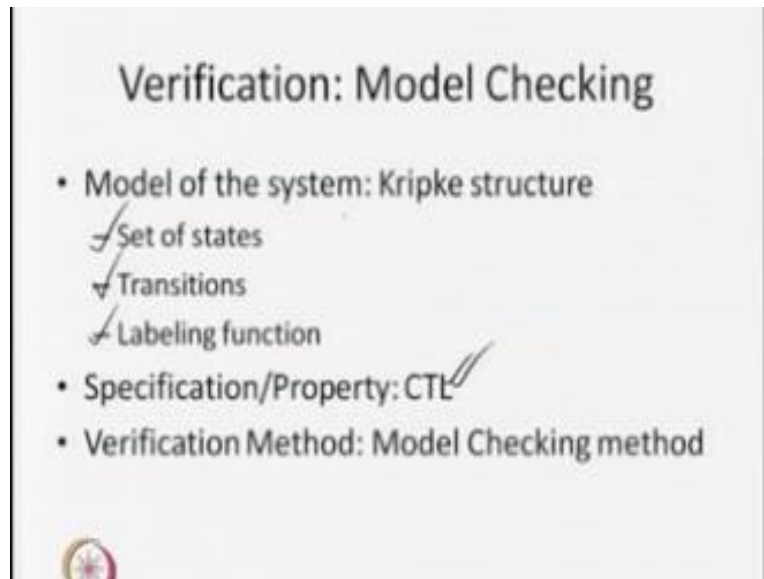 Verification: Model Checking
• Model of the system: Kripke structure
Set of states
Transitions
Labeling function
• Specification/Property: CTL
• Verification Method: Model Checking method